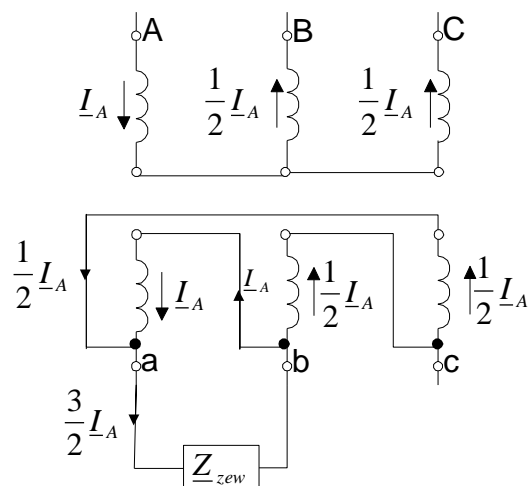 A B C
I_A 1/2 I_A 1/2 I_A
1/2 I_A I_A I_A 1/2 I_A 1/2 I_A
a b c
3/2 I_A
Z_zew